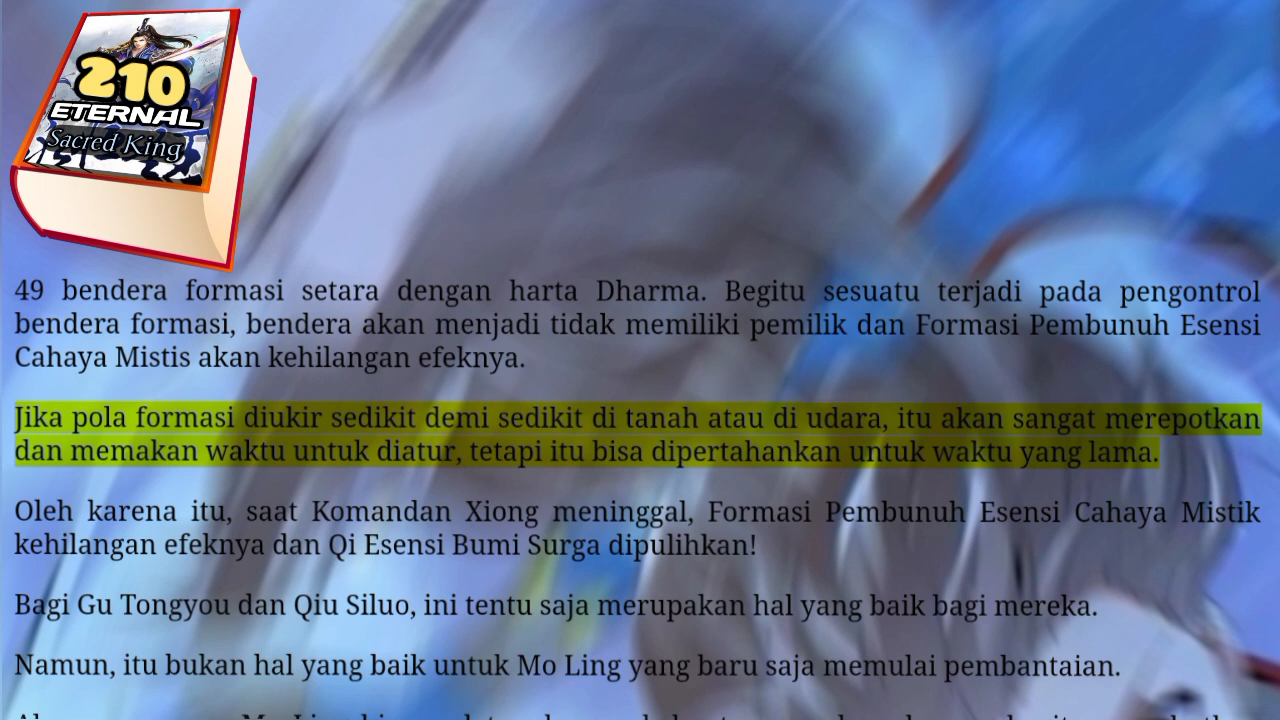 210
ETERNAL
Sacred King
49 bendera formasi setara dengan harta Dharma. Begitu sesuatu terjadi pada pengontrol
bendera formasi, bendera akan menjadi tidak memiliki pemilik dan Formasi Pembunuh Esensi
Cahaya Mistis akan kehilangan efeknya.
Jika pola formasi diukir sedikit demi sedikit di tanah atau di udara, itu akan sangat merepotkan
dan memakan waktu untuk diatur, tetapi itu bisa dipertahankan untuk waktu yang lama.
Oleh karena itu, saat Komandan Xiong meninggal, Formasi Pembunuh Esensi Cahaya Mistik
kehilangan efeknya dan Qi Esensi Bumi Surga dipulihkan!
Bagi Gu Tongyou dan Qiu Siluo, ini tentu saja merupakan hal yang baik bagi mereka.
Namun, itu bukan hal yang baik untuk Mo Ling yang baru saja memulai pembantaian.